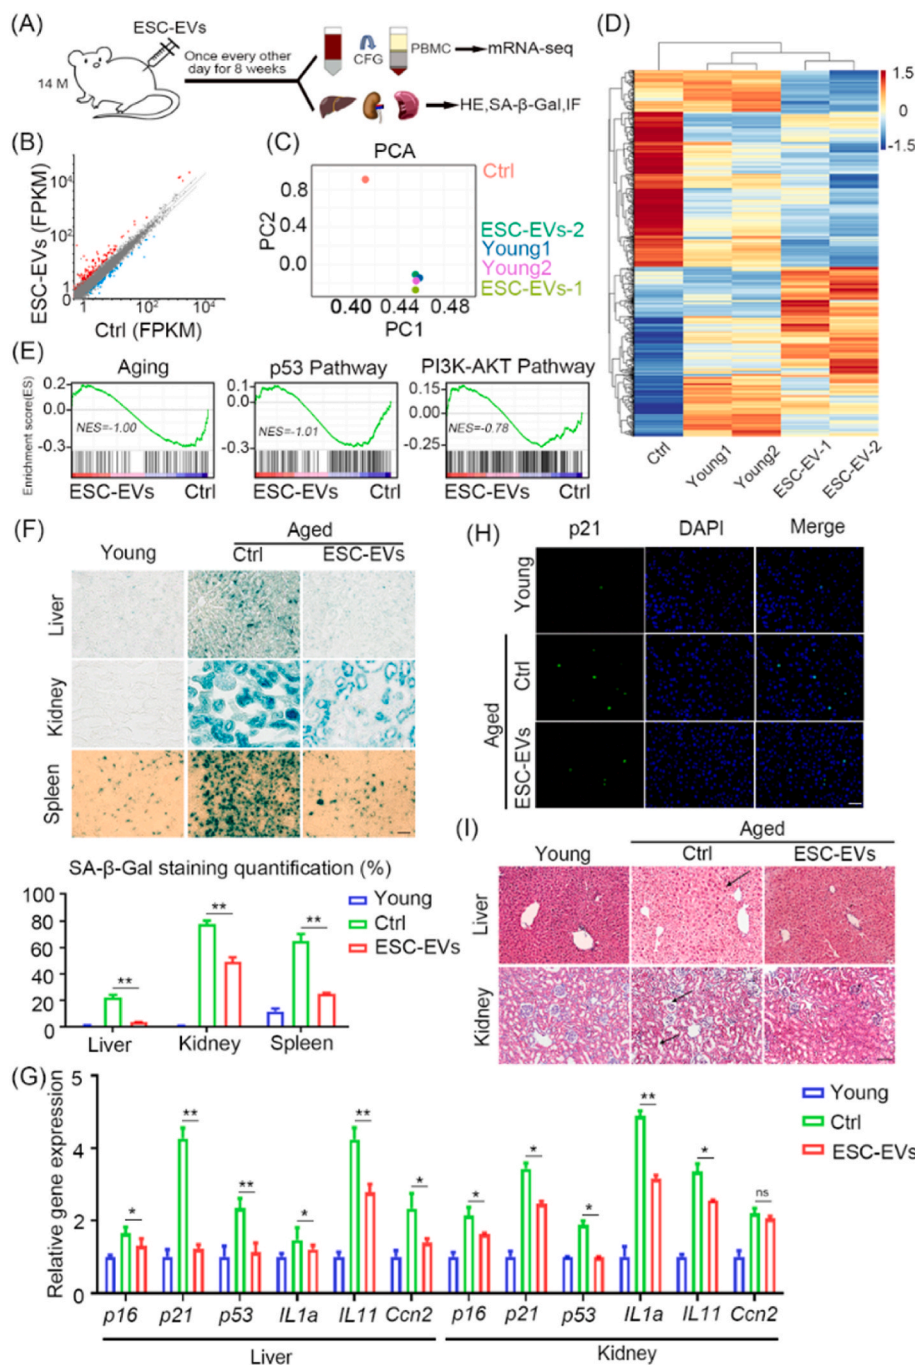 (A)
ESC-EVs
14 M
Once every other
day for 8 weeks
CFG
PBMC
mRNA-seq
HE,SA-β-Gal,IF
(B)
ESC-EVs (FPKM)
10⁴
10²
1
1
10²
10⁴
Ctrl (FPKM)
(C)
PCA
PC2
0.8
0.4
0.0
0.40
0.44
0.48
PC1
Ctrl
ESC-EVs-2
Young1
Young2
ESC-EVs-1
(D)
1.5
0
-1.5
Ctrl
Young1
Young2
ESC-EV-1
ESC-EV-2
(E)
Enrichment score(ES)
Aging
0.2
0.0
-0.3
NES=-1.00
ESC-EVs Ctrl
p53 Pathway
0.1
0.0
-0.3
NES=-1.01
ESC-EVs Ctrl
PI3K-AKT Pathway
0.15
0.00
-0.25
NES=-0.78
ESC-EVs Ctrl
(F)
Aged
Young Ctrl ESC-EVs
Liver
Kidney
Spleen
SA-β-Gal staining quantification (%)
100
80
60
40
20
0
**
**
**
Young
Ctrl
ESC-EVs
Liver Kidney Spleen
(H)
p21 DAPI Merge
Young
Aged
Ctrl
ESC-EVs
(I)
Aged
Young Ctrl ESC-EVs
Liver
Kidney
(G)
Relative gene expression
5
4
2
0
* ** ** * ** * * * * ** * ns
Young
Ctrl
ESC-EVs
p16 p21 p53 IL1a IL11 Ccn2 p16 p21 p53 IL1a IL11 Ccn2
Liver Kidney